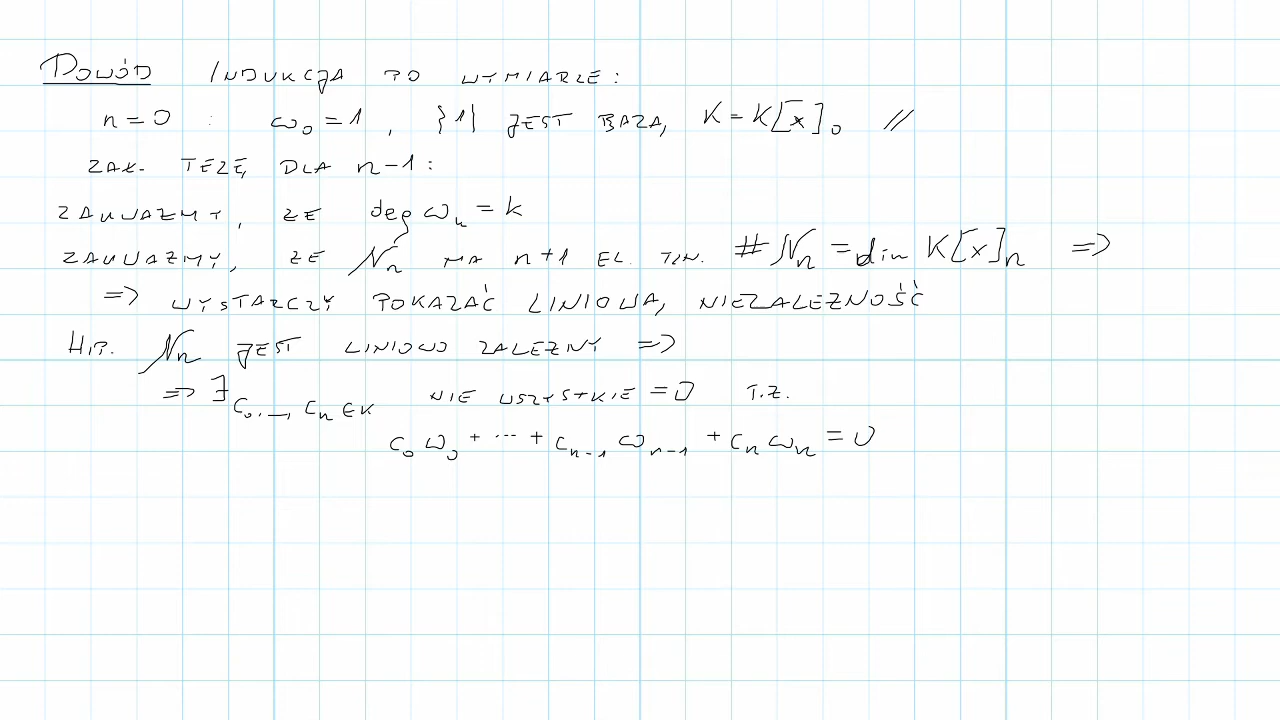 DOWÓD INDUKCJA PO WYMIARZE:
n=0 : ω₀=1, {1} JEST BAZĄ, K=K[x]₀ //
ZAŁ. TEZĘ DLA n-1:
ZAUWAŻMY, ŻE deg ωₖ = k
ZAUWAŻMY, ŻE Nₙ MA n+1 EL. TZN. #Nₙ = dim K[x]ₙ =>
=> WYSTARCZY POKAZAĆ LINIOWĄ NIEZALEŻNOŚĆ
HIP. Nₙ JEST LINIOWO ZALEŻNY =>
=> ∃ c₀,...,cₙ∈K NIE WSZYSTKIE =0 T.Ż.
c₀ω₀ + ... + cₙ₋₁ωₙ₋₁ + cₙωₙ = 0